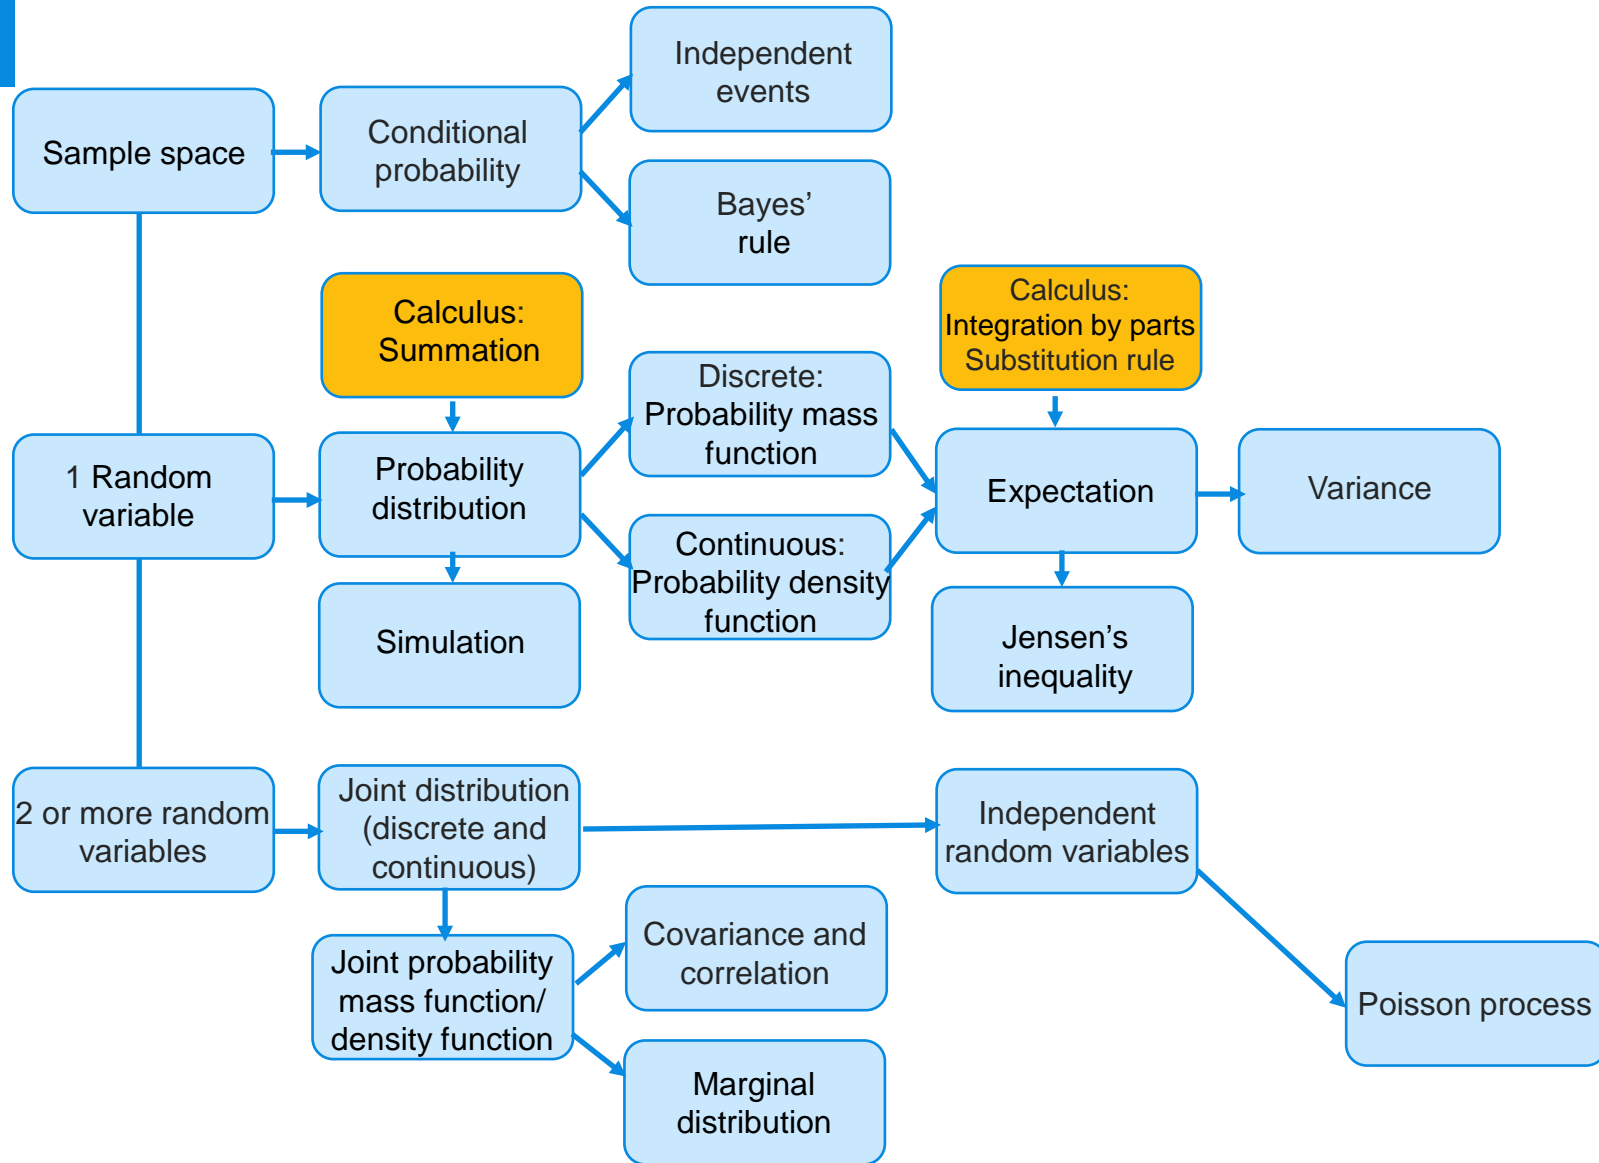 Independent
events
Sample space
Conditional
probability
Bayes’
rule
Calculus:
Summation
Calculus:
Integration by parts
Substitution rule
Discrete:
Probability mass
function
1 Random
variable
Probability
distribution
Expectation
Variance
Continuous:
Probability density
function
Simulation
Jensen’s
inequality
2 or more random
variables
Joint distribution
(discrete and
continuous)
Independent
random variables
Covariance and
correlation
Joint probability
mass function/
density function
Poisson process
Marginal
distribution